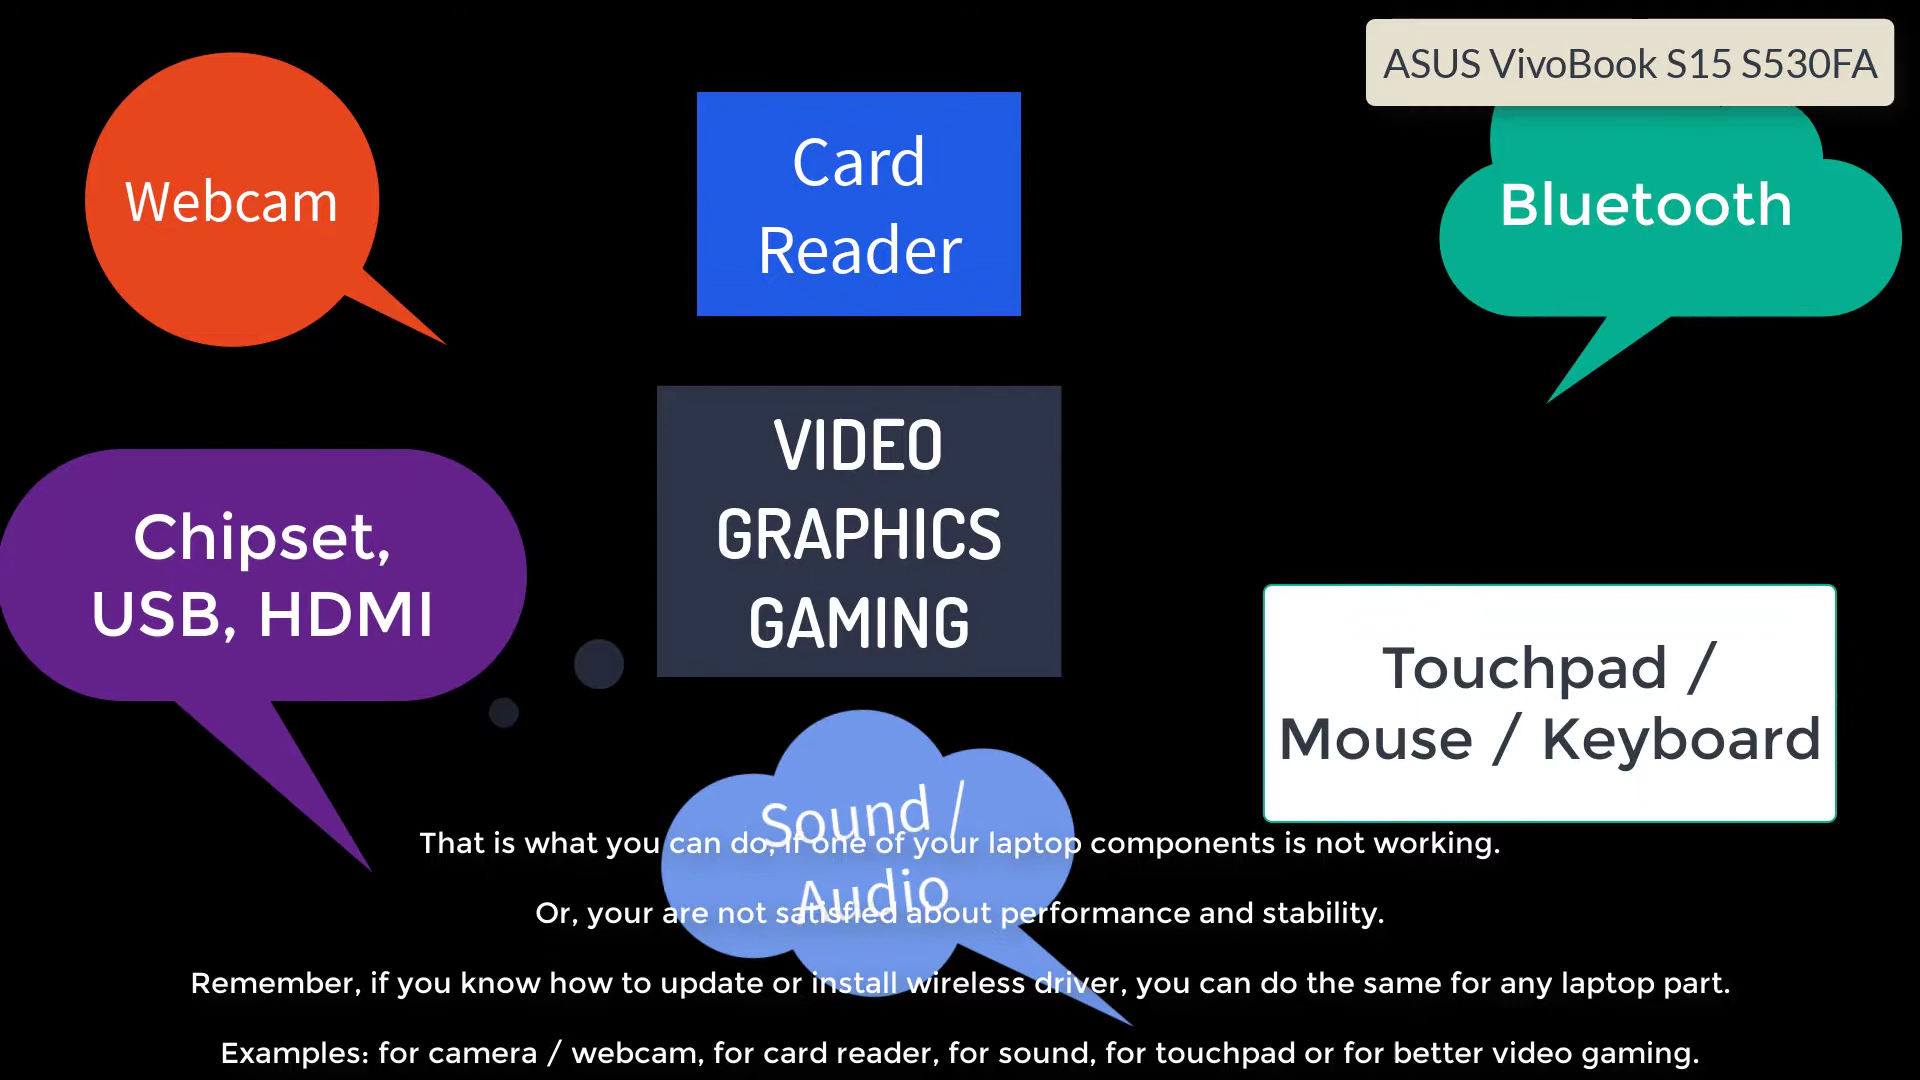 ASUS VivoBook S15 S530FA
Webcam
Card
Reader
Bluetooth
Chipset,
USB, HDMI
VIDEO
GRAPHICS
GAMING
Touchpad /
Mouse / Keyboard
Sound /
Audio
That is what you can do, if one of your laptop components is not working.
Or, your are not satisfied about performance and stability.
Remember, if you know how to update or install wireless driver, you can do the same for any laptop part.
Examples: for camera / webcam, for card reader, for sound, for touchpad or for better video gaming.